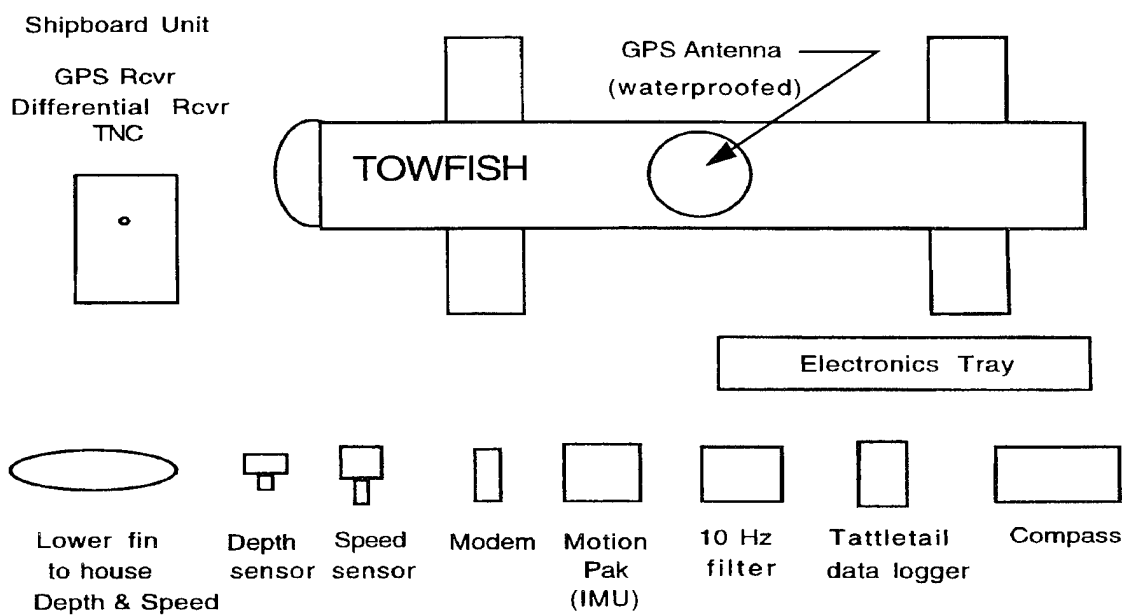 Shipboard Unit
GPS Rcvr
Differential Rcvr
TNC
GPS Antenna
(waterproofed)
TOWFISH
Electronics Tray
Lower fin
to house
Depth & Speed
Depth
sensor
Speed
sensor
Modem
Motion
Pak
(IMU)
10 Hz
filter
Tattletail
data logger
Compass